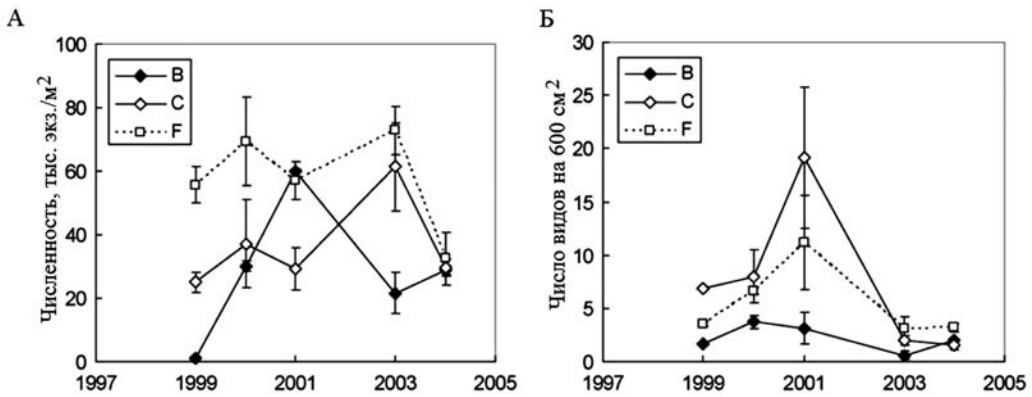 А
Численность, тыс. экз./м²
100
80
60
40
20
0
B
C
F
1997
1999
2001
2003
2005
Б
Число видов на 600 см²
30
25
20
15
10
5
0
B
C
F
1997
1999
2001
2003
2005